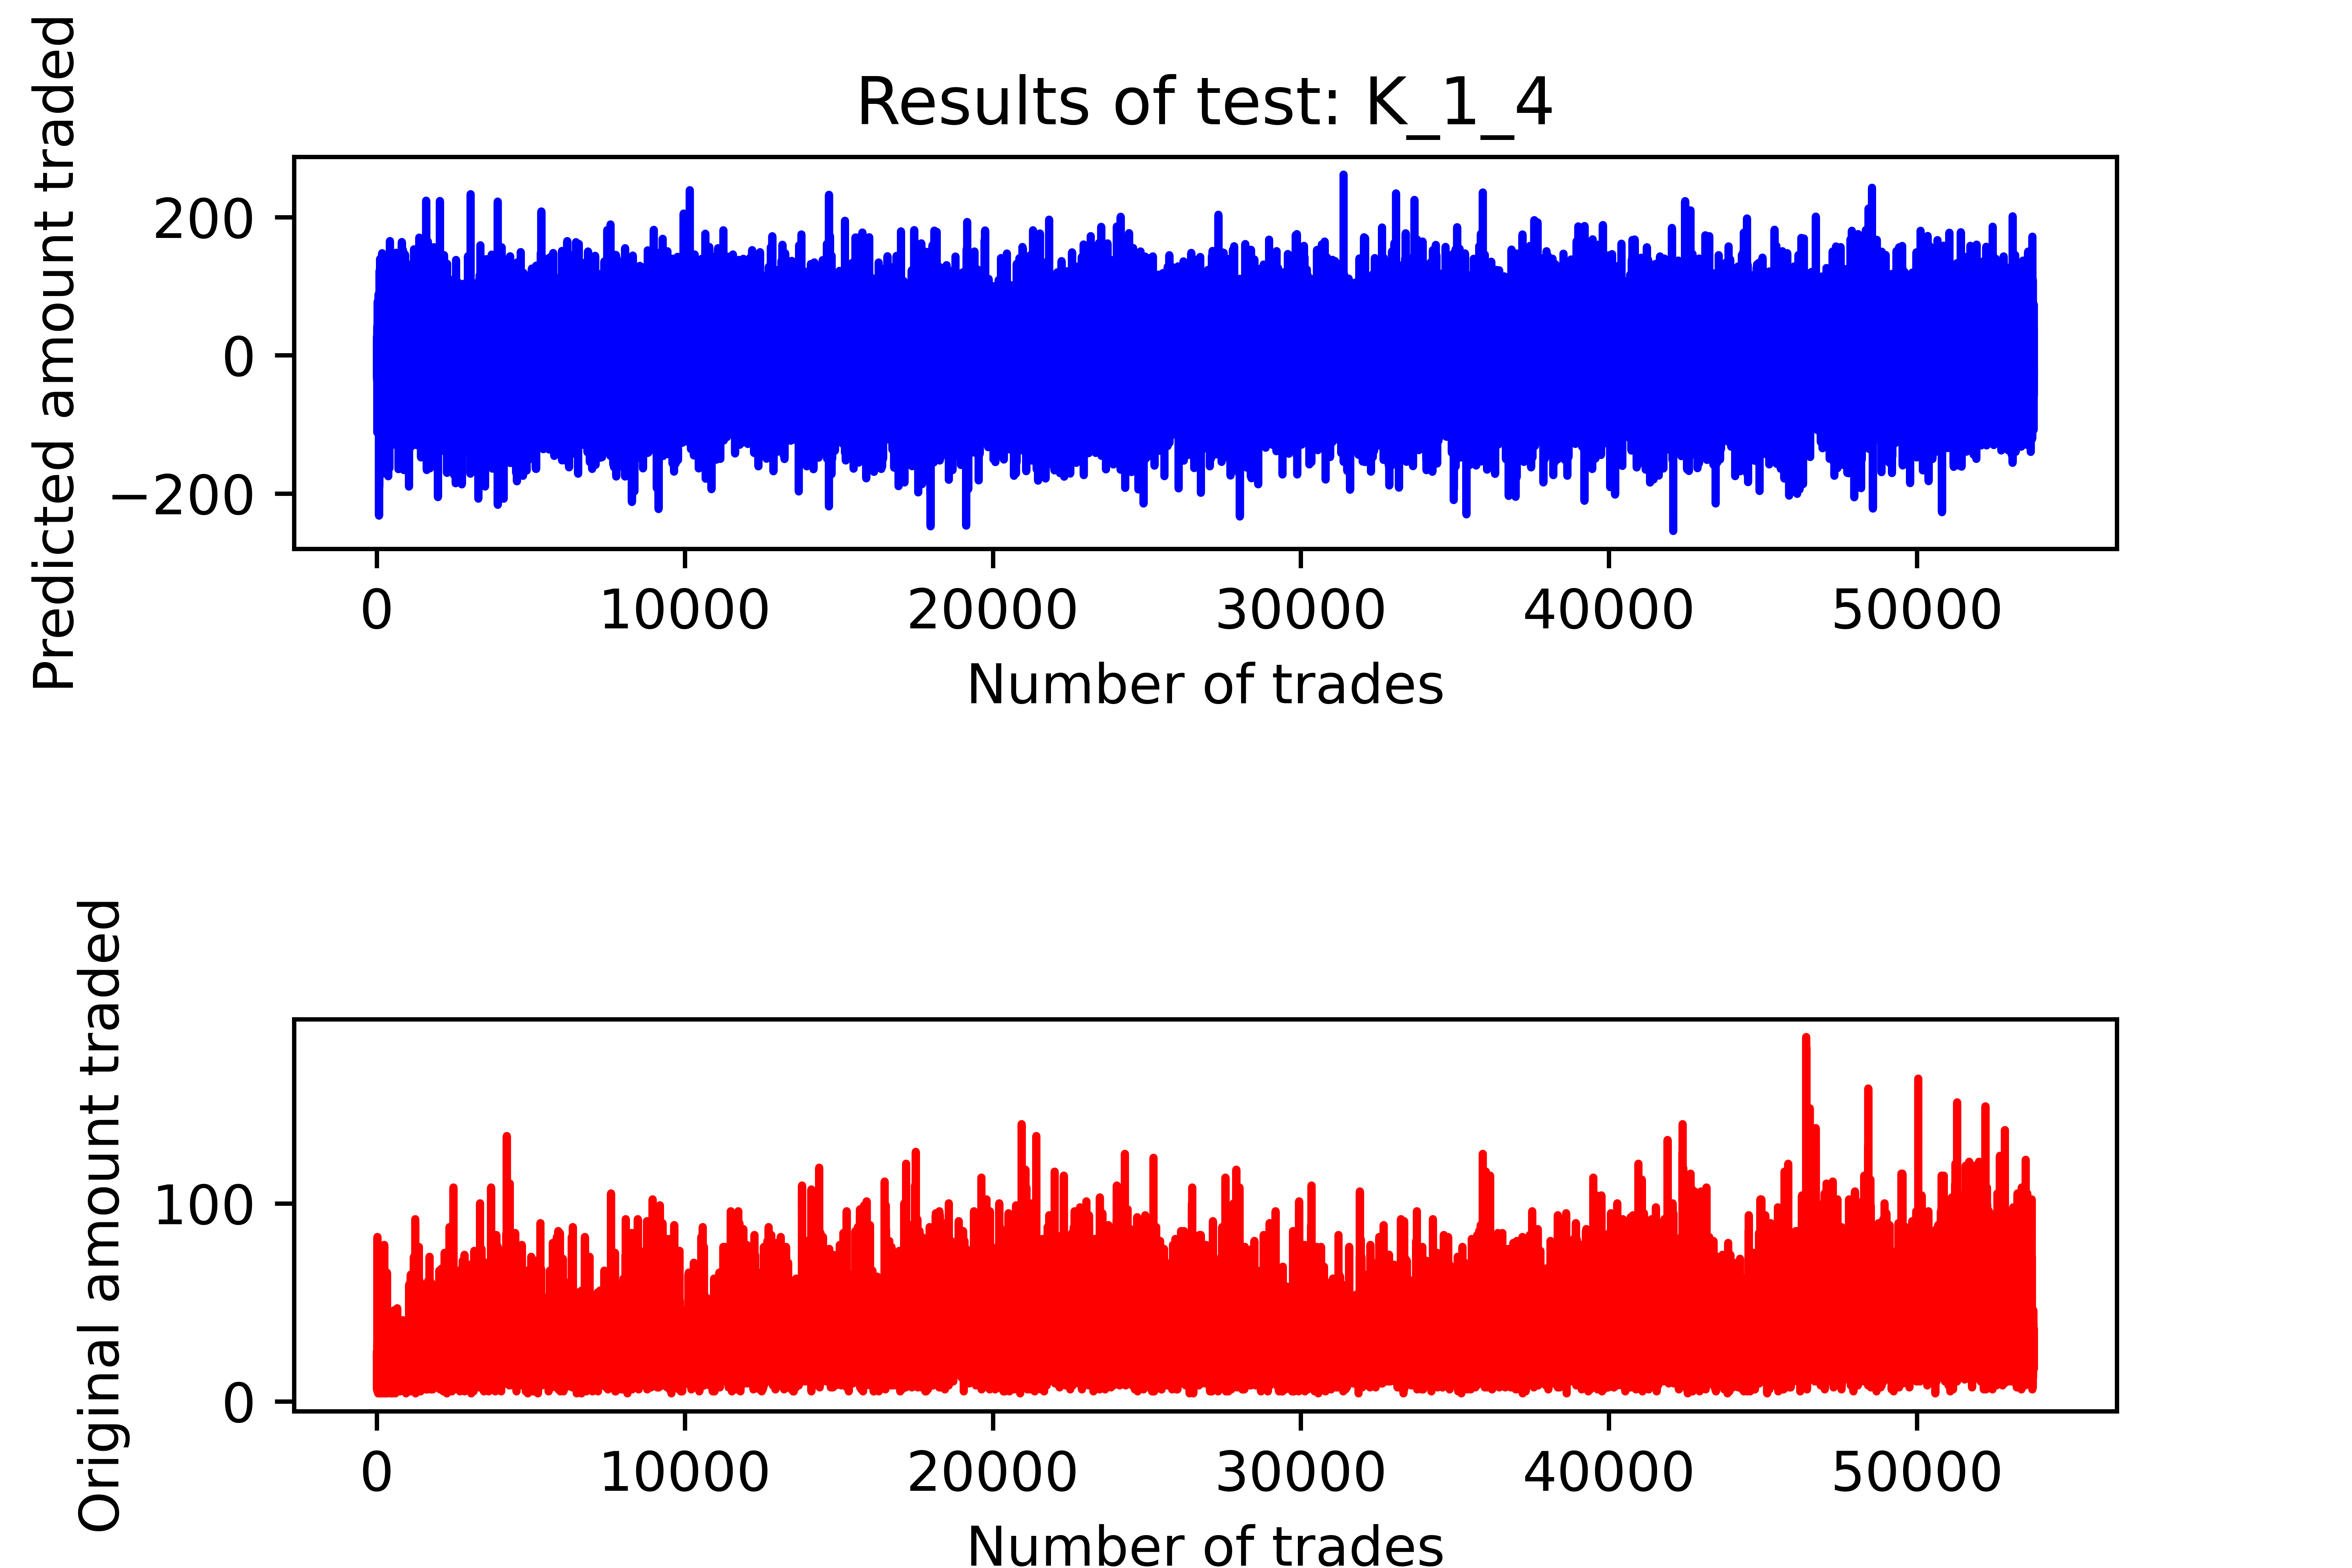 Results of test: K_1_4
Predicted amount traded
200
0
−200
0 10000 20000 30000 40000 50000
Number of trades
Original amount traded
100
0
0 10000 20000 30000 40000 50000
Number of trades